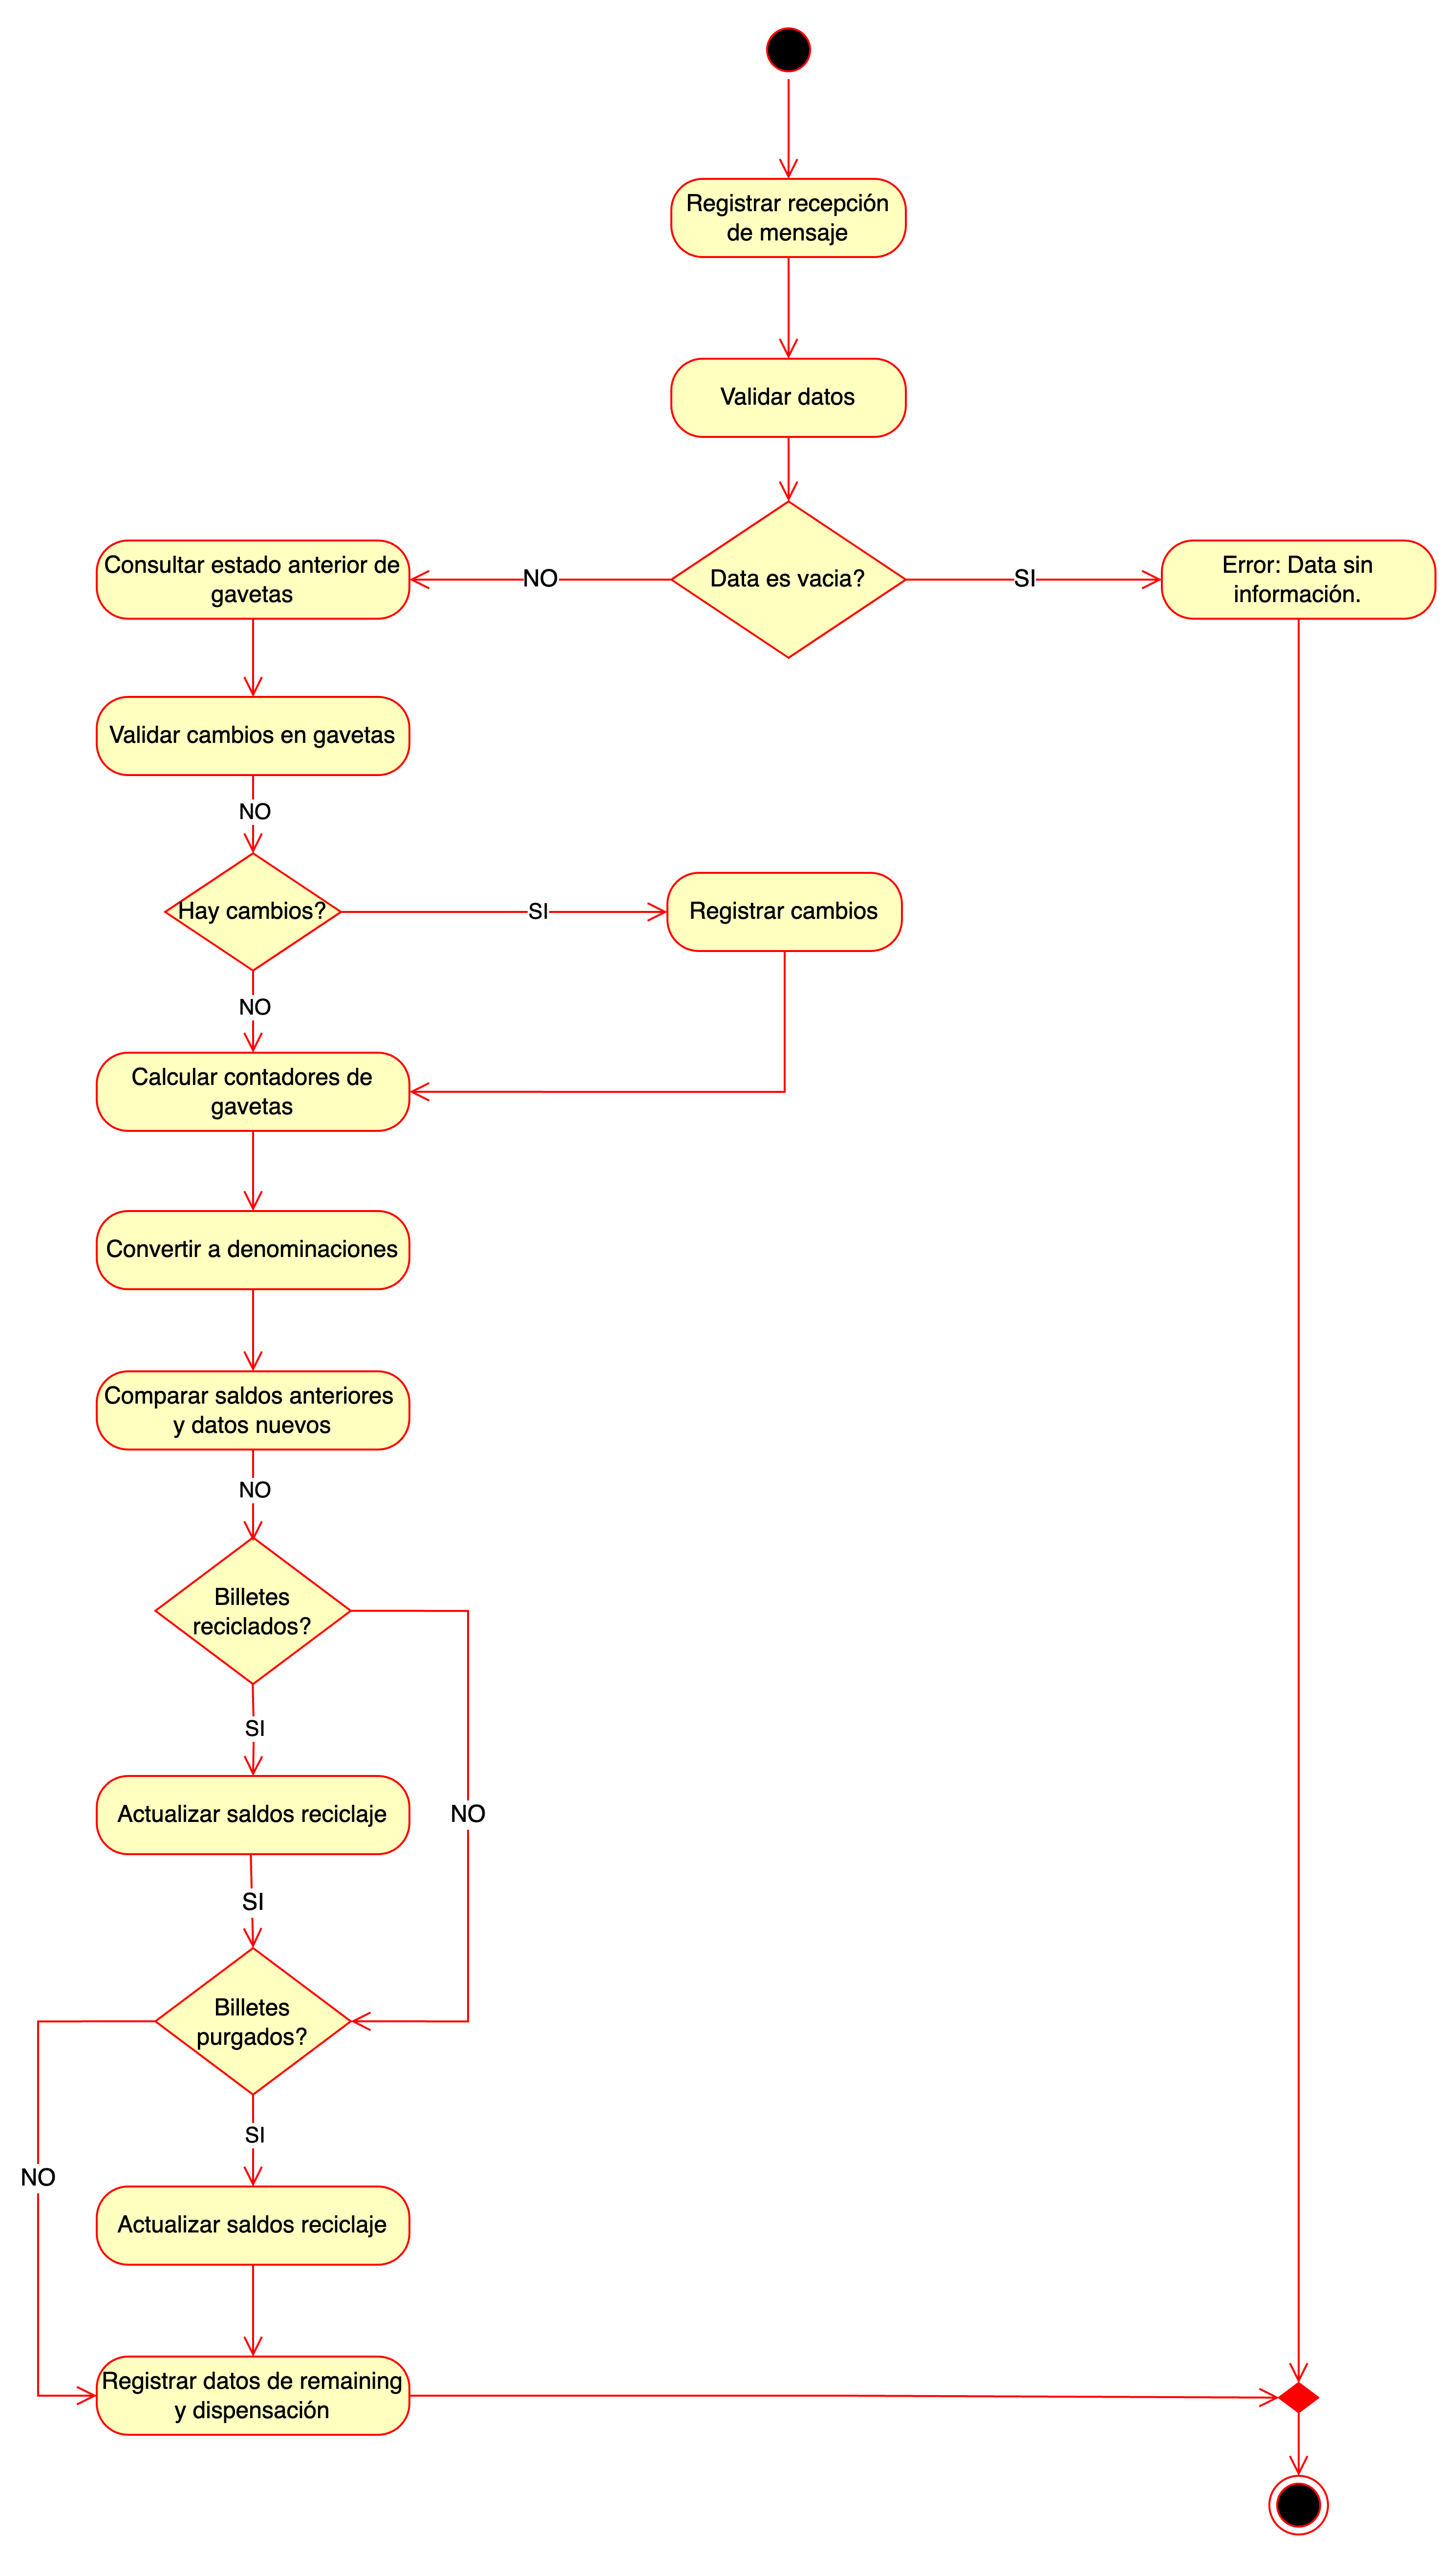 Registrar recepción
de mensaje
Validar datos
Consultar estado anterior de
gavetas
NO
Data es vacia?
SI
Error: Data sin
información.
Validar cambios en gavetas
NO
Hay cambios?
SI
Registrar cambios
NO
Calcular contadores de
gavetas
Convertir a denominaciones
Comparar saldos anteriores
y datos nuevos
NO
Billetes
reciclados?
SI
Actualizar saldos reciclaje
NO
SI
Billetes
purgados?
SI
NO
Actualizar saldos reciclaje
Registrar datos de remaining
y dispensación